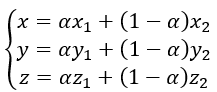 x = αx₁ + (1 − α)x₂
y = αy₁ + (1 − α)y₂
z = αz₁ + (1 − α)z₂